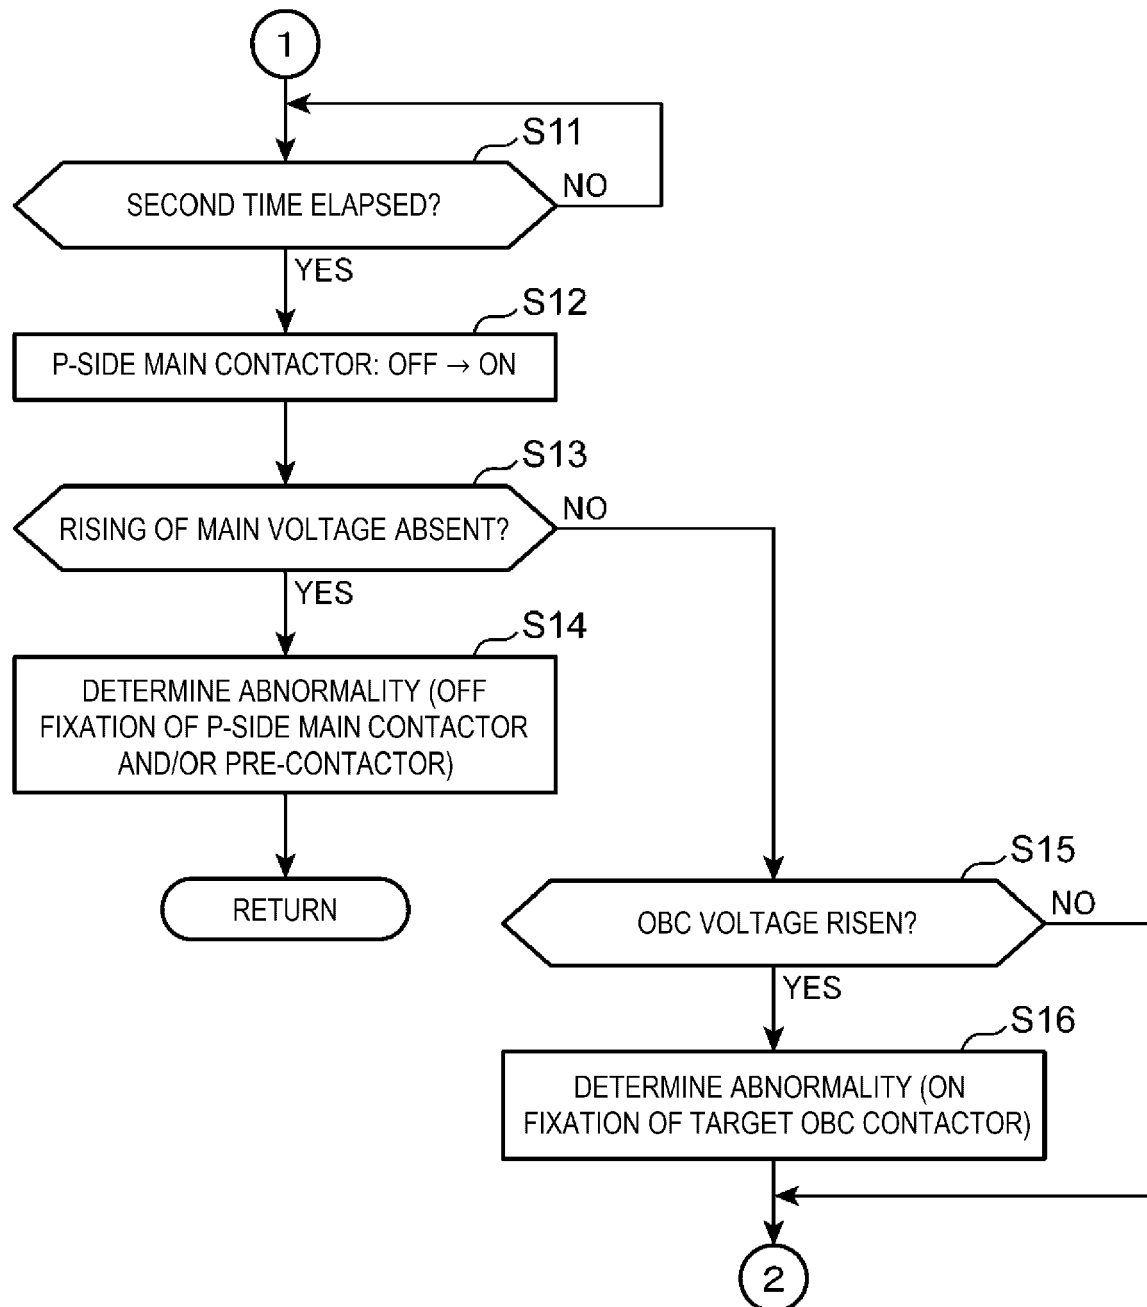 1
S11
SECOND TIME ELAPSED?
NO
YES
S12
P-SIDE MAIN CONTACTOR: OFF → ON
S13
RISING OF MAIN VOLTAGE ABSENT?
NO
YES
S14
DETERMINE ABNORMALITY (OFF
FIXATION OF P-SIDE MAIN CONTACTOR
AND/OR PRE-CONTACTOR)
RETURN
S15
OBC VOLTAGE RISEN?
NO
YES
S16
DETERMINE ABNORMALITY (ON
FIXATION OF TARGET OBC CONTACTOR)
2